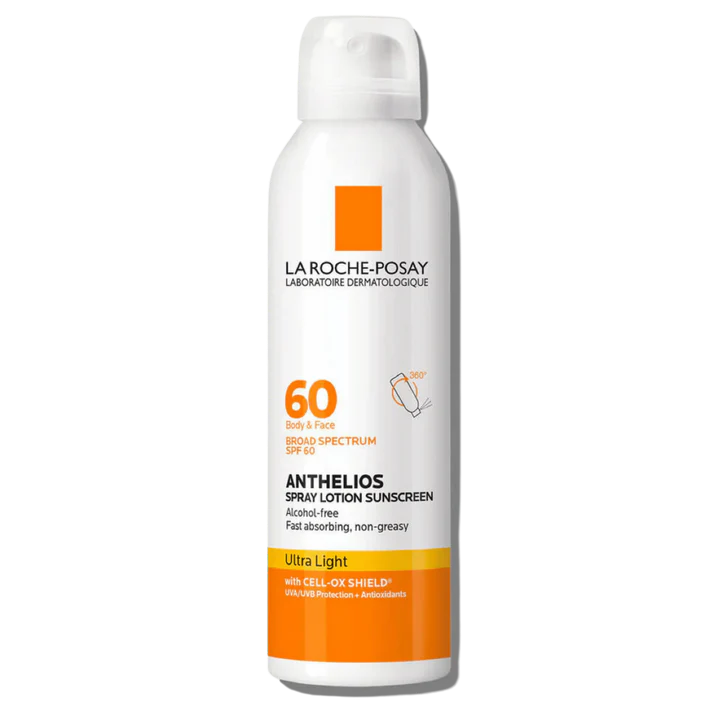 LA ROCHE-POSAY
LABORATOIRE DERMATOLOGIQUE
360°
60
Body & Face
BROAD SPECTRUM
SPF 60
ANTHELIOS
SPRAY LOTION SUNSCREEN
Alcohol-free
Fast absorbing, non-greasy
Ultra Light
with CELL-OX SHIELD®
UVA/UVB Protection + Antioxidants